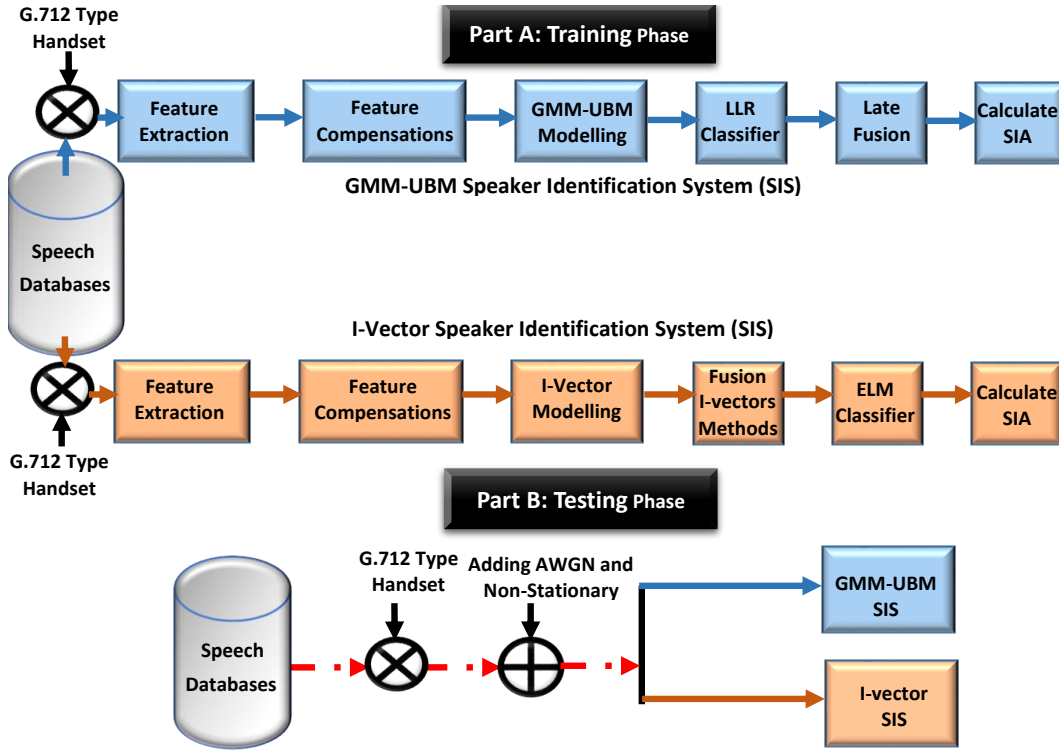 G.712 Type
Handset
Part A: Training Phase
Feature
Extraction
Feature
Compensations
GMM-UBM
Modelling
LLR
Classifier
Late
Fusion
Calculate
SIA
GMM-UBM Speaker Identification System (SIS)
Speech
Databases
I-Vector Speaker Identification System (SIS)
Feature
Extraction
Feature
Compensations
I-Vector
Modelling
Fusion
I-vectors
Methods
ELM
Classifier
Calculate
SIA
G.712 Type
Handset
Part B: Testing Phase
G.712 Type
Handset
Adding AWGN and
Non-Stationary
Speech
Databases
GMM-UBM
SIS
I-vector
SIS